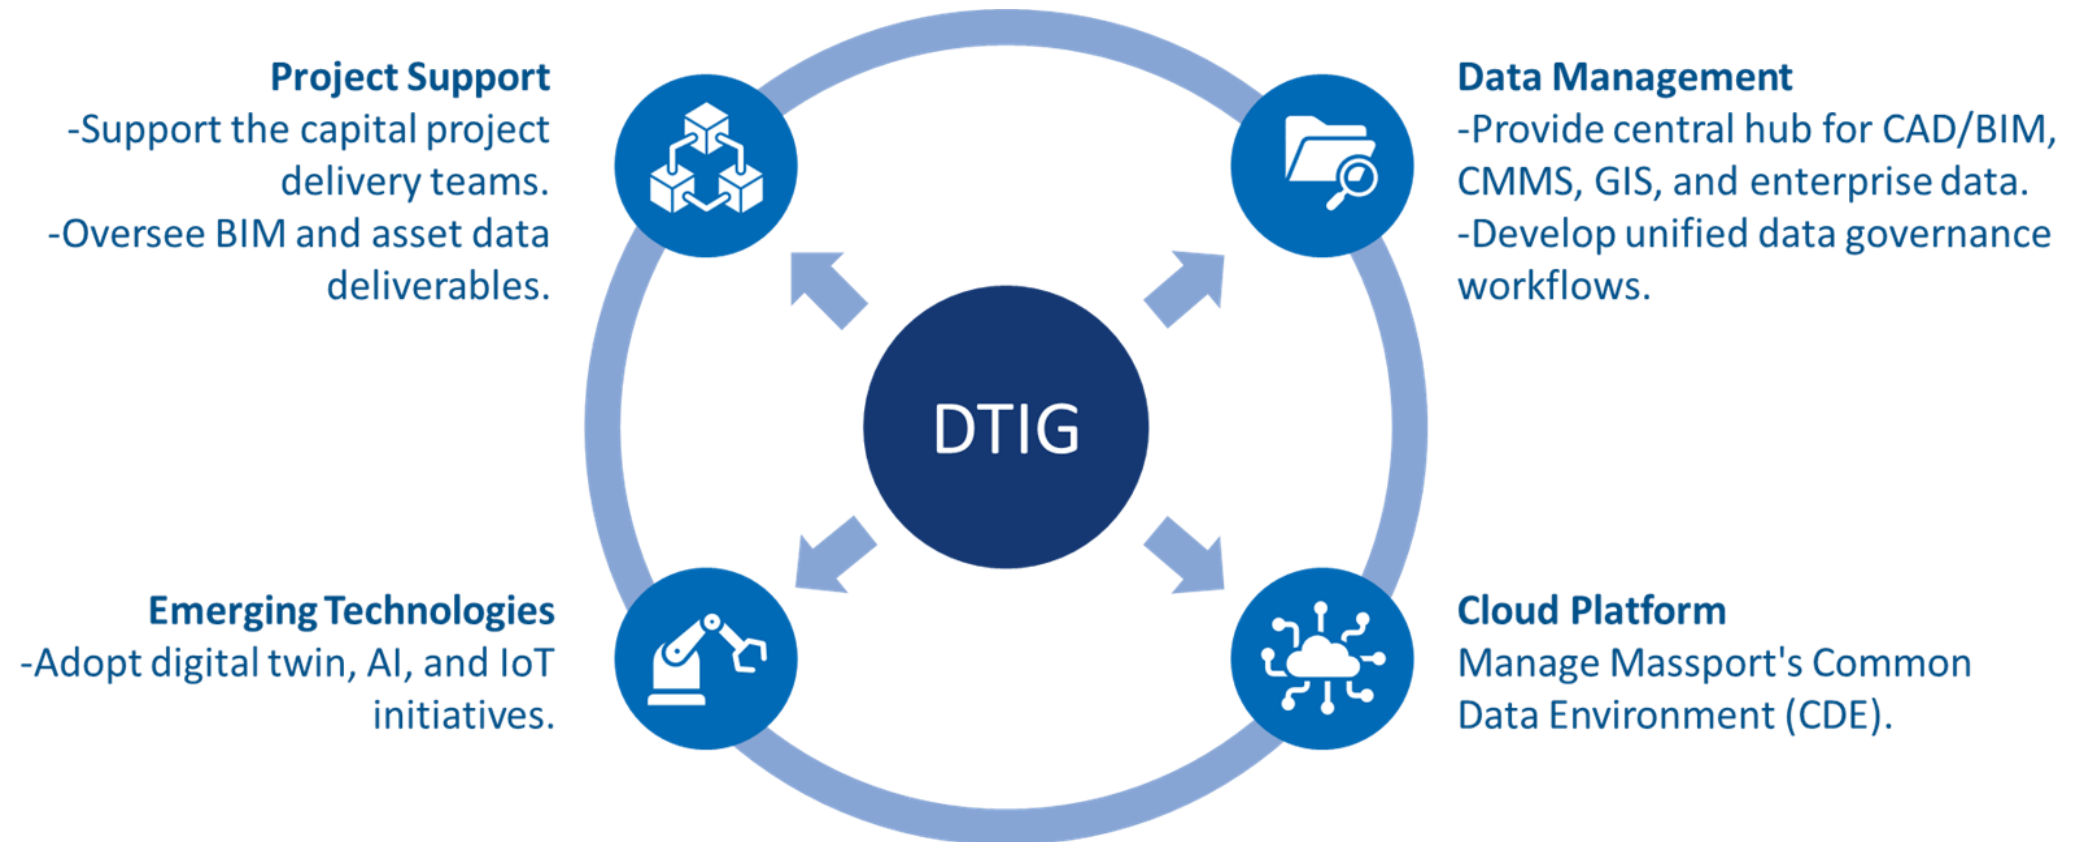 Project Support
-Support the capital project
delivery teams.
-Oversee BIM and asset data
deliverables.
Data Management
-Provide central hub for CAD/BIM,
CMMS, GIS, and enterprise data.
-Develop unified data governance
workflows.
DTIG
Emerging Technologies
-Adopt digital twin, AI, and IoT
initiatives.
Cloud Platform
Manage Massport's Common
Data Environment (CDE).